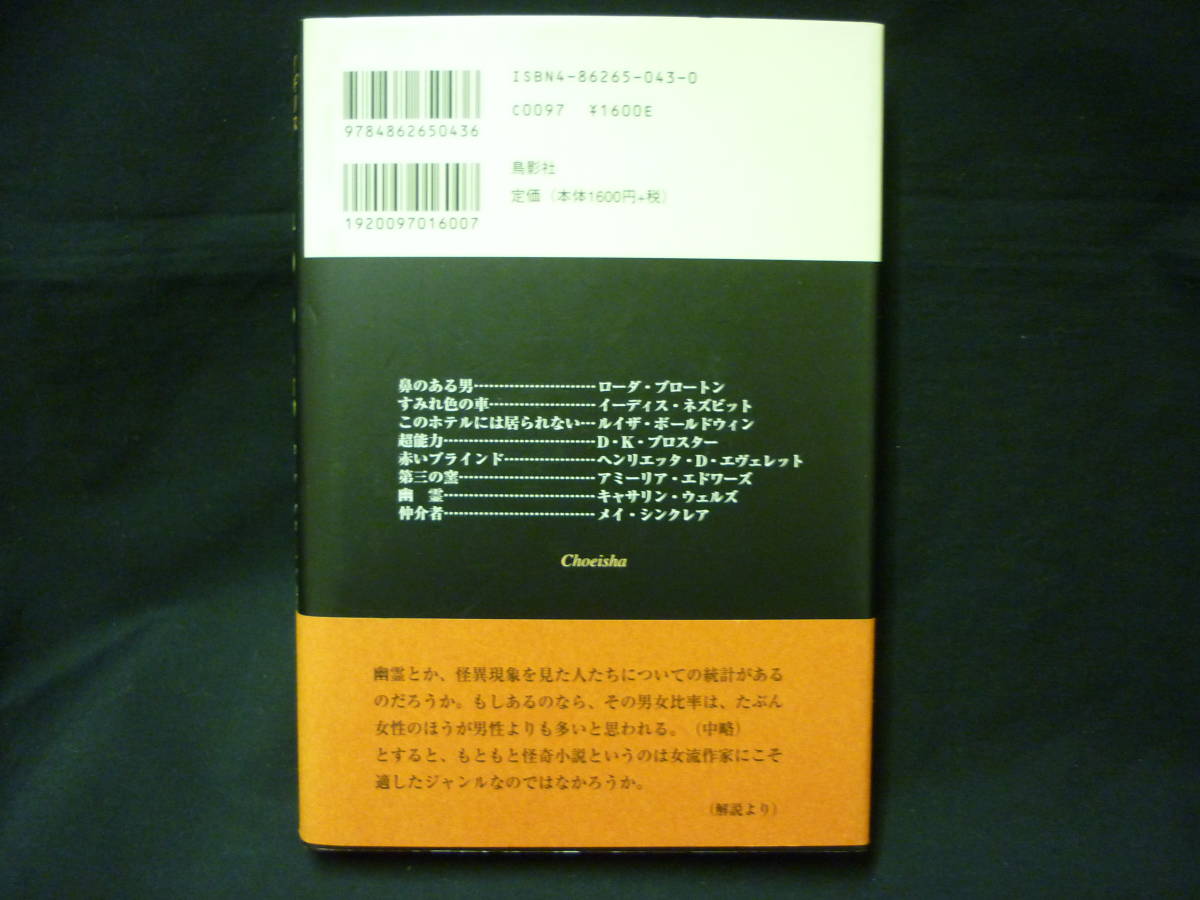 ISBN4-86265-043-0
C0097 ¥1600E
9784862650436
鳥影社
定価（本体1600円+税）
1920097016007
鼻のある男………………………ローダ・ブロートン
すみれ色の車……………………イーディス・ネズビット
このホテルには居られない…ルイザ・ボールドウィン
超能力……………………………D・K・ブロスター
赤いブラインド…………………ヘンリエッタ・D・エヴェレット
第三の窯…………………………アミーリア・エドワーズ
幽　霊……………………………キャサリン・ウェルズ
仲介者……………………………メイ・シンクレア
Choeisha
幽霊とか、怪異現象を見た人たちについての統計がある
のだろうか。もしあるのなら、その男女比率は、たぶん
女性のほうが男性よりも多いと思われる。（中略）
とすると、もともと怪奇小説というのは女流作家にこそ
適したジャンルなのではなかろうか。
（解説より）